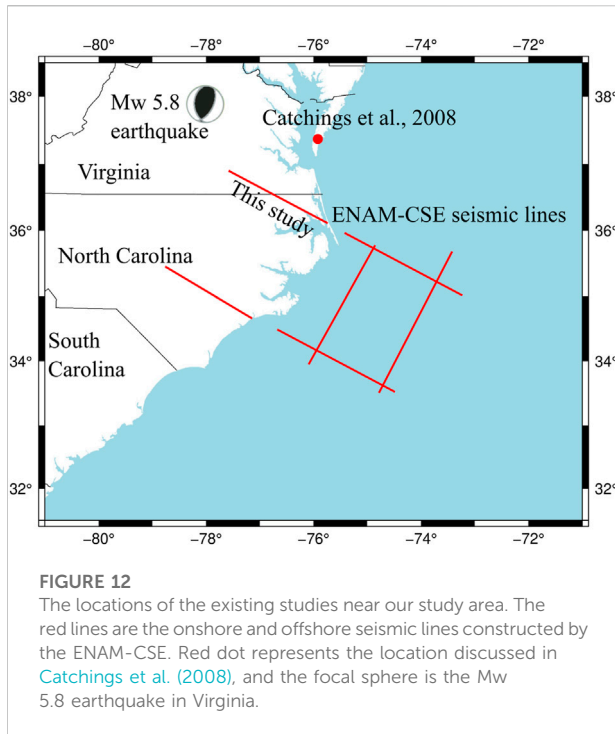 −80° −78° −76° −74° −72°
38° 38°
Mw 5.8
earthquake
Catchings et al., 2008
Virginia
This study
ENAM-CSE seismic lines
36° 36°
North Carolina
South
Carolina
34° 34°
32° 32°
−80° −78° −76° −74° −72°
FIGURE 12
The locations of the existing studies near our study area. The
red lines are the onshore and offshore seismic lines constructed by
the ENAM-CSE. Red dot represents the location discussed in
Catchings et al. (2008), and the focal sphere is the Mw
5.8 earthquake in Virginia.